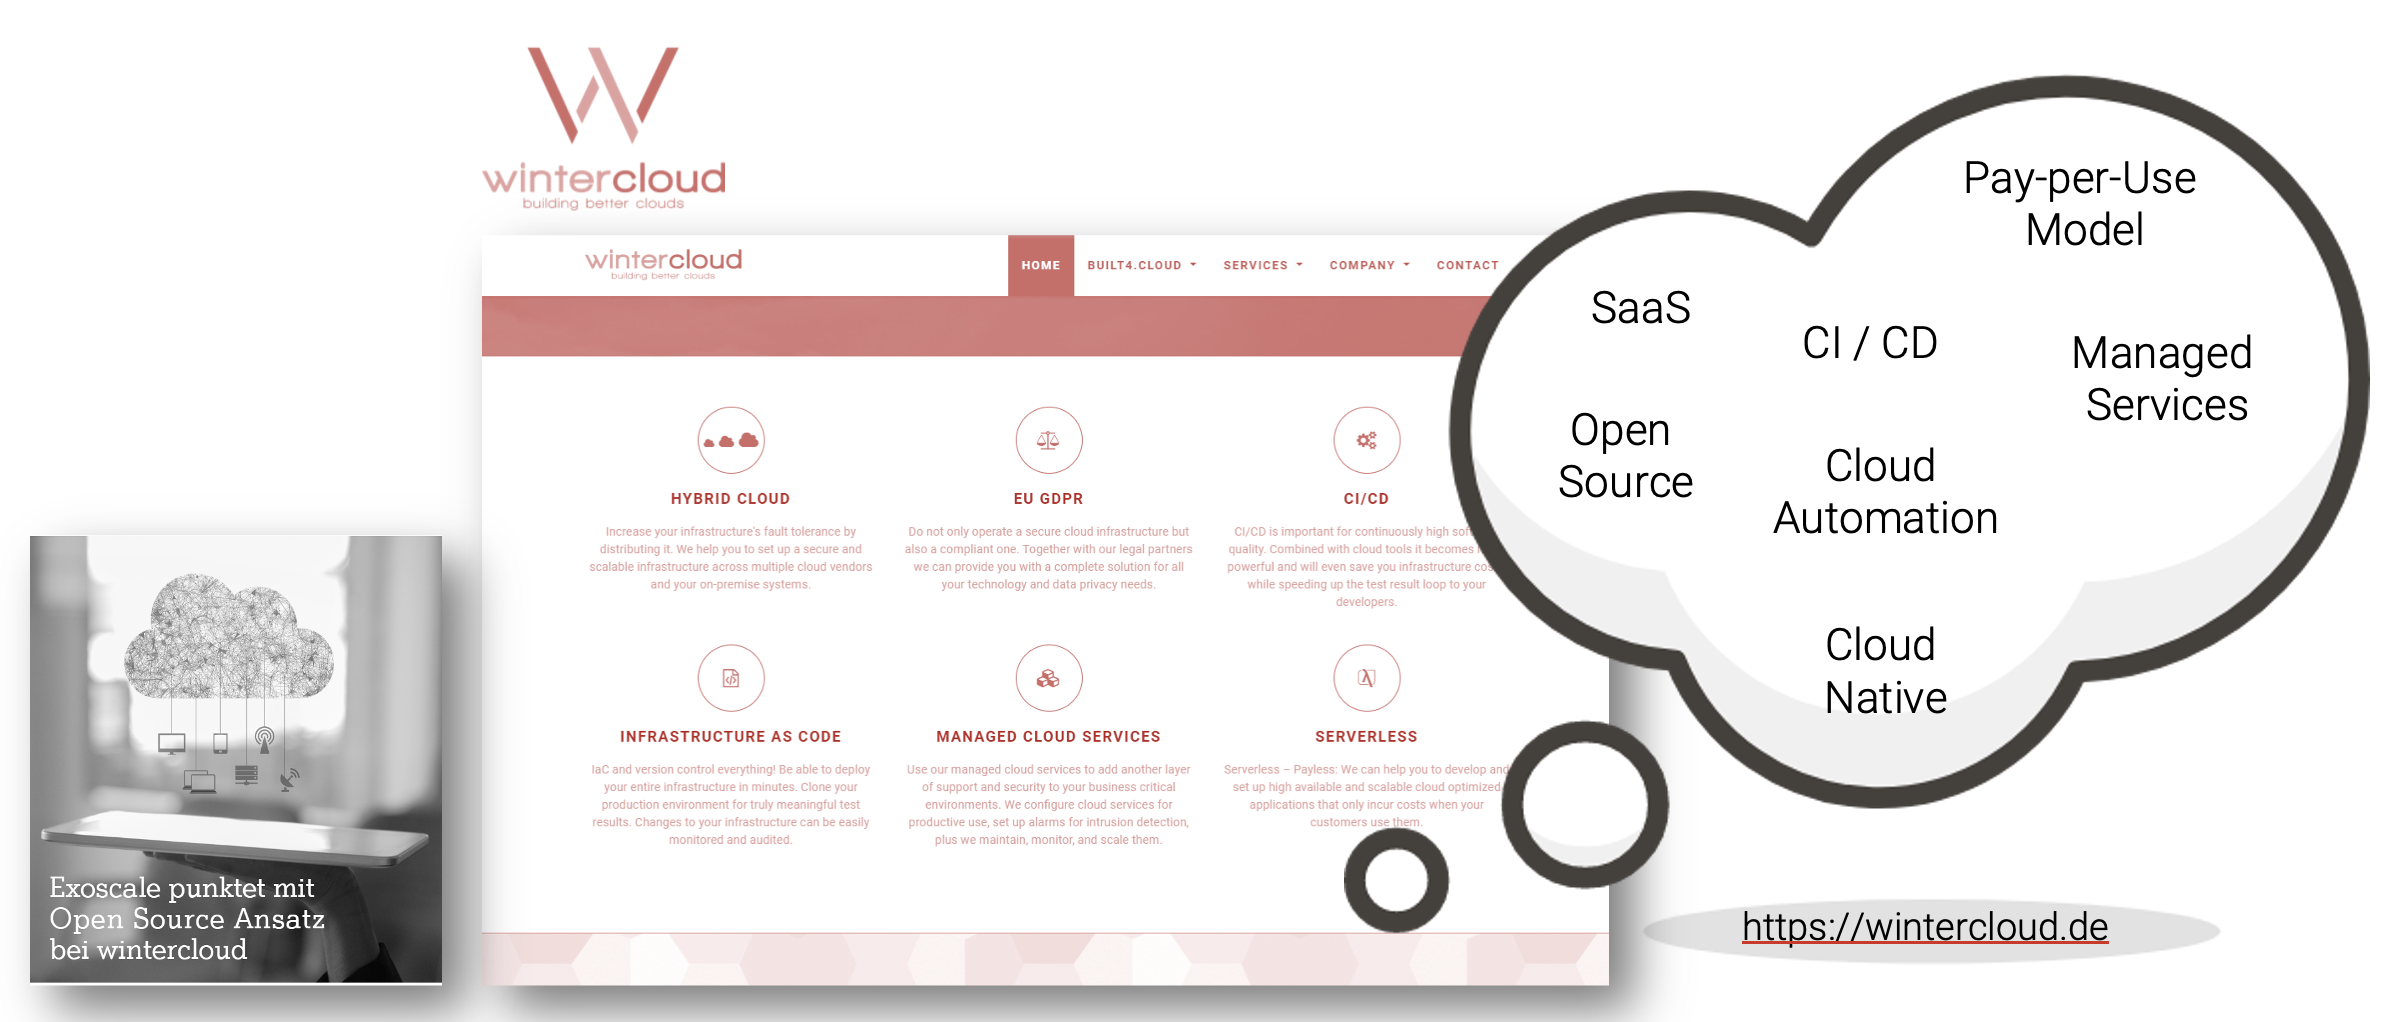 wintercloud
building better clouds
wintercloud
building better clouds
HOME
BUILT4.CLOUD
SERVICES
COMPANY
CONTACT
HYBRID CLOUD
Increase your infrastructure's fault tolerance by
distributing it. We help you to set up a secure and
scalable infrastructure across multiple cloud vendors
and your on-premise systems.
EU GDPR
Do not only operate a secure cloud infrastructure but
also a compliant one. Together with our legal partners
we can provide you with a complete solution for all
your technology and data privacy needs.
CI/CD
CI/CD is important for continuously high
quality. Combined with cloud tools it becomes
powerful and will even save you infrastructure
while speeding up the test result loop to your
developers.
INFRASTRUCTURE AS CODE
IaC and version control everything! Be able to deploy
your entire infrastructure in minutes. Clone your
production environment for truly meaningful test
results. Changes to your infrastructure can be easily
monitored and audited.
MANAGED CLOUD SERVICES
Use our managed cloud services to add another layer
of support and security to your business critical
environments. We configure cloud services for
productive use, set up alarms for intrusion detection,
plus we maintain, monitor, and scale them.
SERVERLESS
Serverless – Payless: We can help you to develop and
set up high available and scalable cloud optimized
applications that only incur costs when your
customers use them.
Exoscale punktet mit
Open Source Ansatz
bei wintercloud
Pay-per-Use
Model
SaaS
CI / CD
Managed
Services
Open
Source
Cloud
Automation
Cloud
Native
https://wintercloud.de